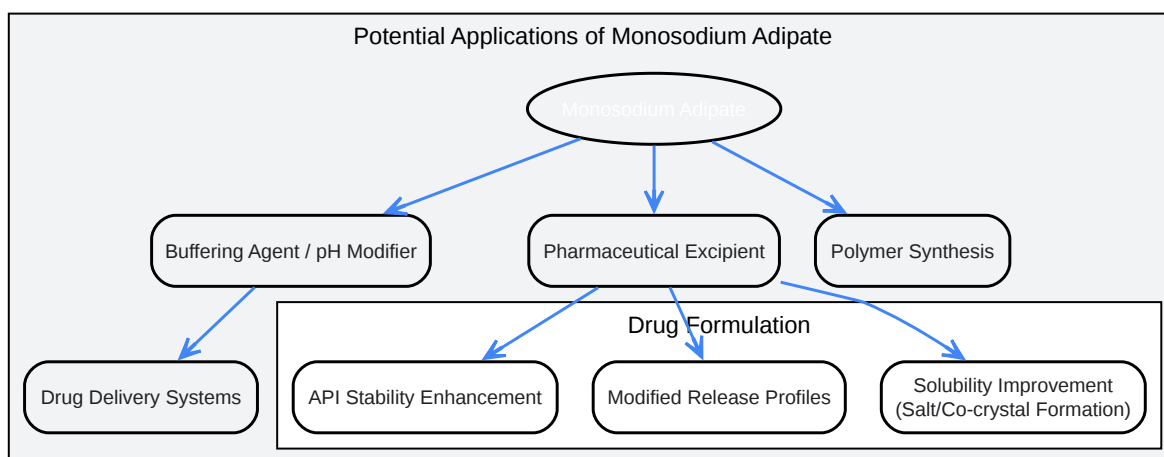 Potential Applications of Monosodium Adipate
Monosodium Adipate
Buffering Agent / pH Modifier
Pharmaceutical Excipient
Polymer Synthesis
Drug Formulation
Drug Delivery Systems
API Stability Enhancement
Modified Release Profiles
Solubility Improvement
(Salt/Co-crystal Formation)